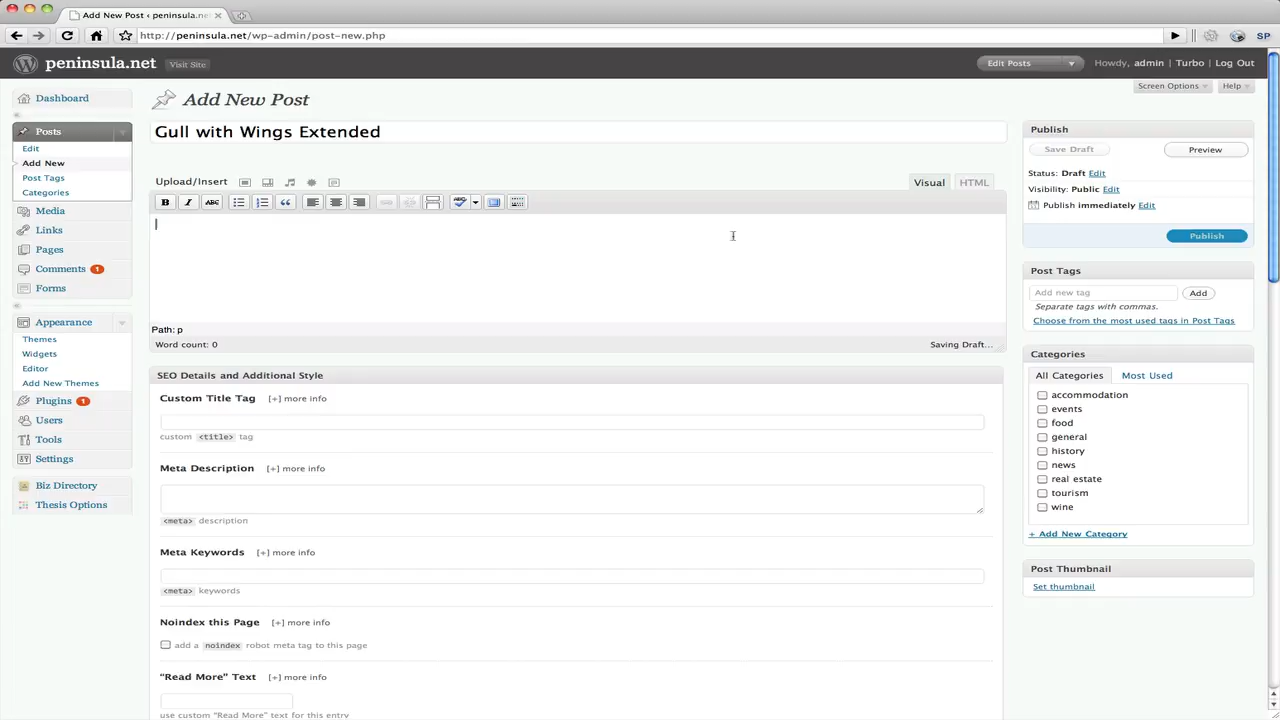 Add New Post ‹ peninsula.ne
http://peninsula.net/wp-admin/post-new.php
SP
peninsula.net
Visit Site
Edit Posts
Howdy, admin | Turbo | Log Out
Screen Options
Help
Dashboard
Posts
Edit
Add New
Post Tags
Categories
Media
Links
Pages
Comments 1
Forms
Appearance
Themes
Widgets
Editor
Add New Themes
Plugins 1
Users
Tools
Settings
Biz Directory
Thesis Options
Add New Post
Gull with Wings Extended
Upload/Insert
Visual
HTML
B I ABC
Path: p
Word count: 0
Saving Draft...
SEO Details and Additional Style
Custom Title Tag [+] more info
custom <title> tag
Meta Description [+] more info
<meta> description
Meta Keywords [+] more info
<meta> keywords
Noindex this Page [+] more info
add a noindex robot meta tag to this page
“Read More” Text [+] more info
use custom “Read More” text for this entry
Publish
Save Draft
Preview
Status: Draft Edit
Visibility: Public Edit
Publish immediately Edit
Publish
Post Tags
Add new tag
Add
Separate tags with commas.
Choose from the most used tags in Post Tags
Categories
All Categories
Most Used
accommodation
events
food
general
history
news
real estate
tourism
wine
+ Add New Category
Post Thumbnail
Set thumbnail